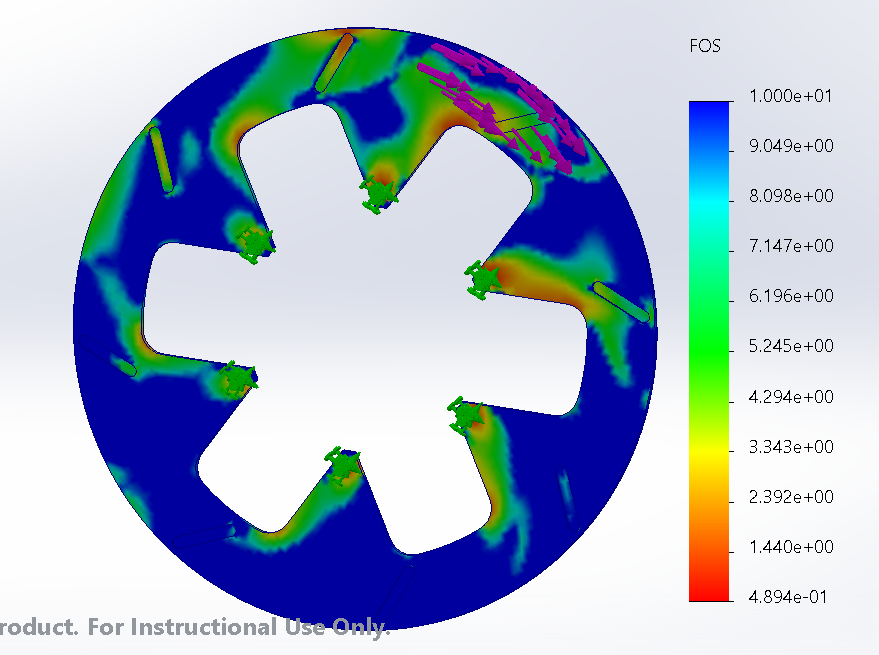 FOS
1.000e+01
9.049e+00
8.098e+00
7.147e+00
6.196e+00
5.245e+00
4.294e+00
3.343e+00
2.392e+00
1.440e+00
4.894e-01
roduct. For Instructional Use Only.